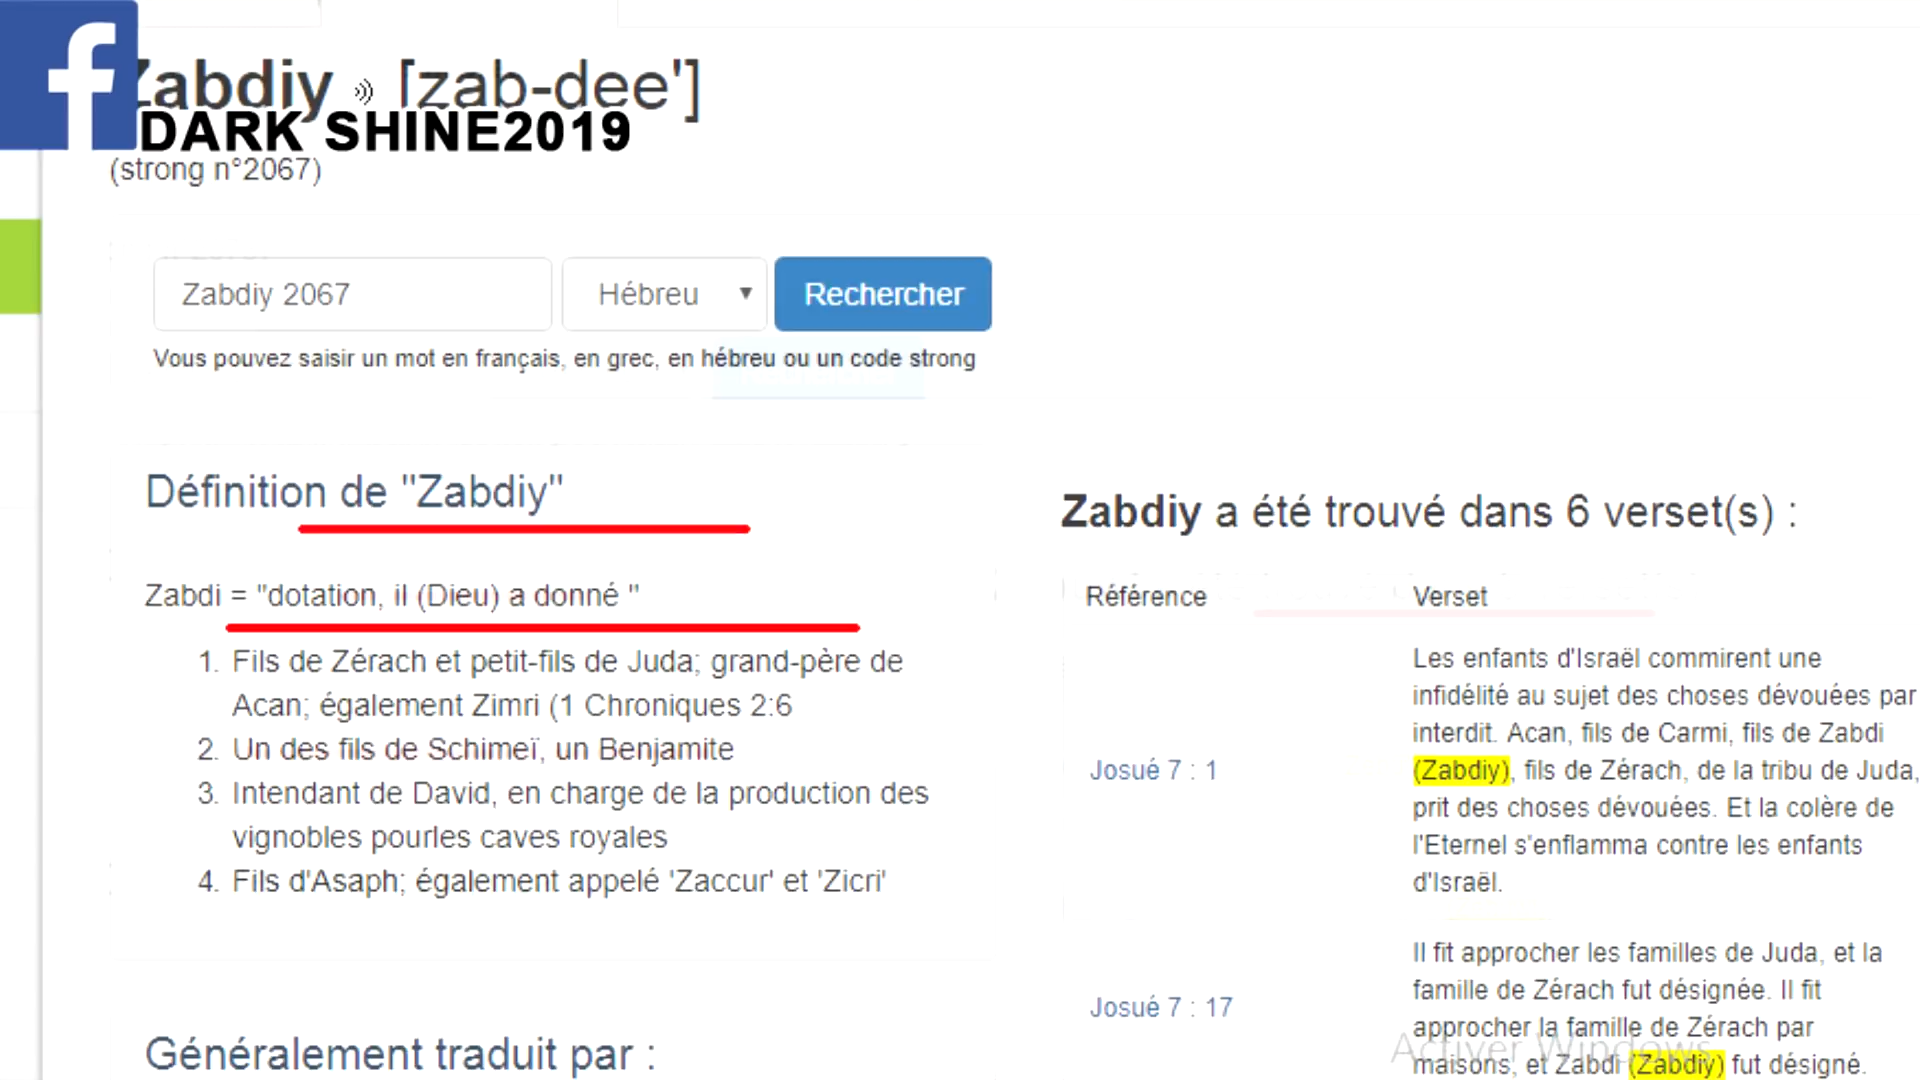 Zabdiy [zab-dee']
DARK SHINE2019
(strong n°2067)
Zabdiy 2067
Hébreu
Rechercher
Vous pouvez saisir un mot en français, en grec, en hébreu ou un code strong
Définition de "Zabdiy"
Zabdi = "dotation, il (Dieu) a donné "
1. Fils de Zérach et petit-fils de Juda; grand-père de
Acan; également Zimri (1 Chroniques 2:6
2. Un des fils de Schimeï, un Benjamite
3. Intendant de David, en charge de la production des
vignobles pourles caves royales
4. Fils d'Asaph; également appelé 'Zaccur' et 'Zicri'
Généralement traduit par :
Zabdiy a été trouvé dans 6 verset(s) :
Référence
Verset
Josué 7 : 1
Les enfants d'Israël commirent une
infidélité au sujet des choses dévouées par
interdit. Acan, fils de Carmi, fils de Zabdi
(Zabdiy), fils de Zérach, de la tribu de Juda,
prit des choses dévouées. Et la colère de
l'Eternel s'enflamma contre les enfants
d'Israël.
Josué 7 : 17
Il fit approcher les familles de Juda, et la
famille de Zérach fut désignée. Il fit
approcher la famille de Zérach par
maisons, et Zabdi (Zabdiy) fut désigné.
Activer Windows